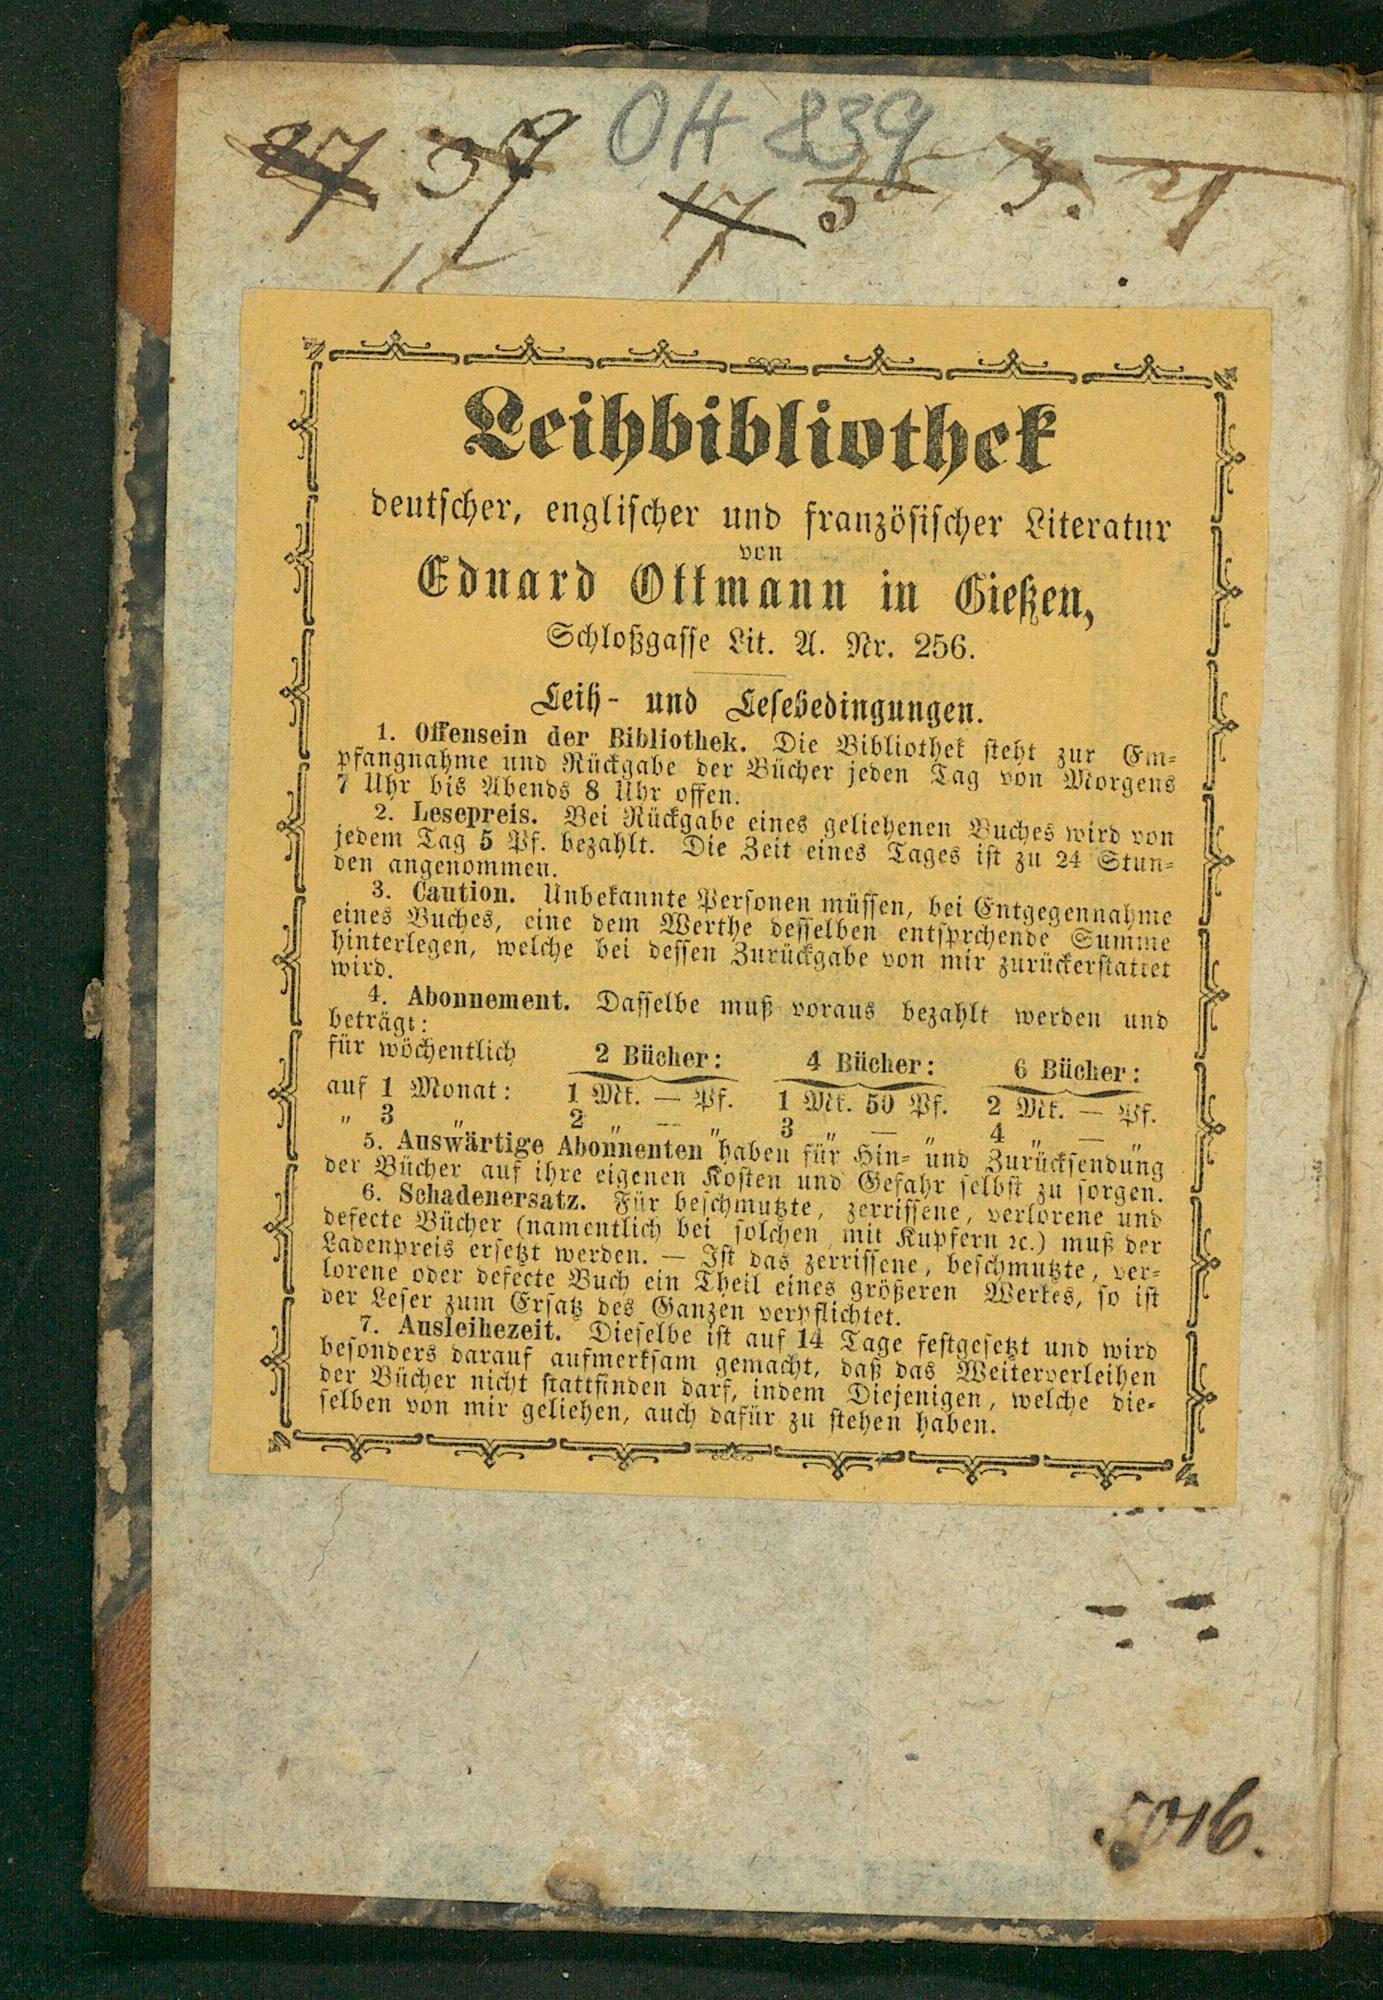 OH 839
27 39 17 35 3. 21
Leihbibliothek
deutscher, englischer und französischer Literatur
von
Eduard Ottmann in Gießen,
Schloßgasse Lit. A. Nr. 256.
Leih- und Lesebedingungen.
1. Offensein der Bibliothek. Die Bibliothek steht zur Em-
pfangnahme und Rückgabe der Bücher jeden Tag von Morgens
7 Uhr bis Abends 8 Uhr offen.
2. Lesepreis. Bei Rückgabe eines geliehenen Buches wird von
jedem Tag 5 Pf. bezahlt. Die Zeit eines Tages ist zu 24 Stun-
den angenommen.
3. Caution. Unbekannte Personen müssen, bei Entgegennahme
eines Buches, eine dem Werthe desselben entsprchende Summe
hinterlegen, welche bei dessen Zurückgabe von mir zurückerstattet
wird.
4. Abonnement. Dasselbe muß voraus bezahlt werden und
beträgt:
für wöchentlich 2 Bücher: 4 Bücher: 6 Bücher:
auf 1 Monat: 1 Mk. — Pf. 1 Mk. 50 Pf. 2 Mk. — Pf.
" 3 " 2 " — " 3 " — " 4 " — "
5. Auswärtige Abonnenten haben für Hin- und Zurücksendung
der Bücher auf ihre eigenen Kosten und Gefahr selbst zu sorgen.
6. Schadenersatz. Für beschmutzte, zerrissene, verlorene und
defecte Bücher (namentlich bei solchen mit Kupfern ꝛc.) muß der
Ladenpreis ersetzt werden. — Ist das zerrissene, beschmutzte, ver-
lorene oder defecte Buch ein Theil eines größeren Werkes, so ist
der Leser zum Ersatz des Ganzen verpflichtet.
7. Ausleihezeit. Dieselbe ist auf 14 Tage festgesetzt und wird
besonders darauf aufmerksam gemacht, daß das Weiterverleihen
der Bücher nicht stattfinden darf, indem Diejenigen, welche die-
selben von mir geliehen, auch dafür zu stehen haben.
5016.